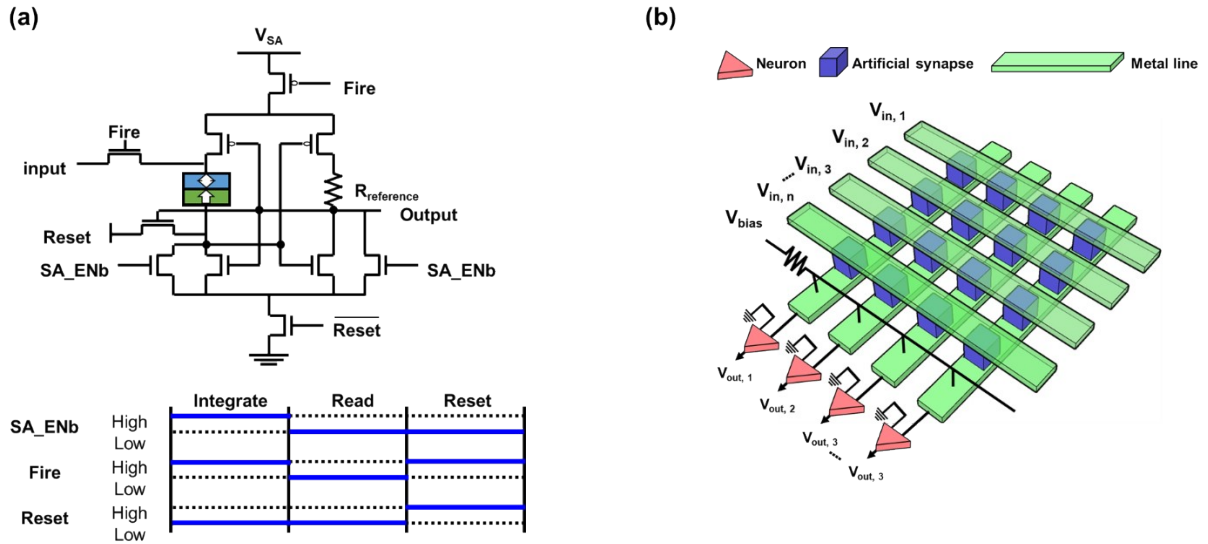 (a)
V_SA
Fire
Fire
input
R_reference
Output
Reset
SA_ENb
SA_ENb
Reset
Integrate Read Reset
SA_ENb High
Low
Fire High
Low
Reset High
Low
(b)
Neuron Artificial synapse Metal line
V_in, 1
V_in, 2
V_in, 3
V_in, n
V_bias
V_out, 1
V_out, 2
V_out, 3
V_out, 3